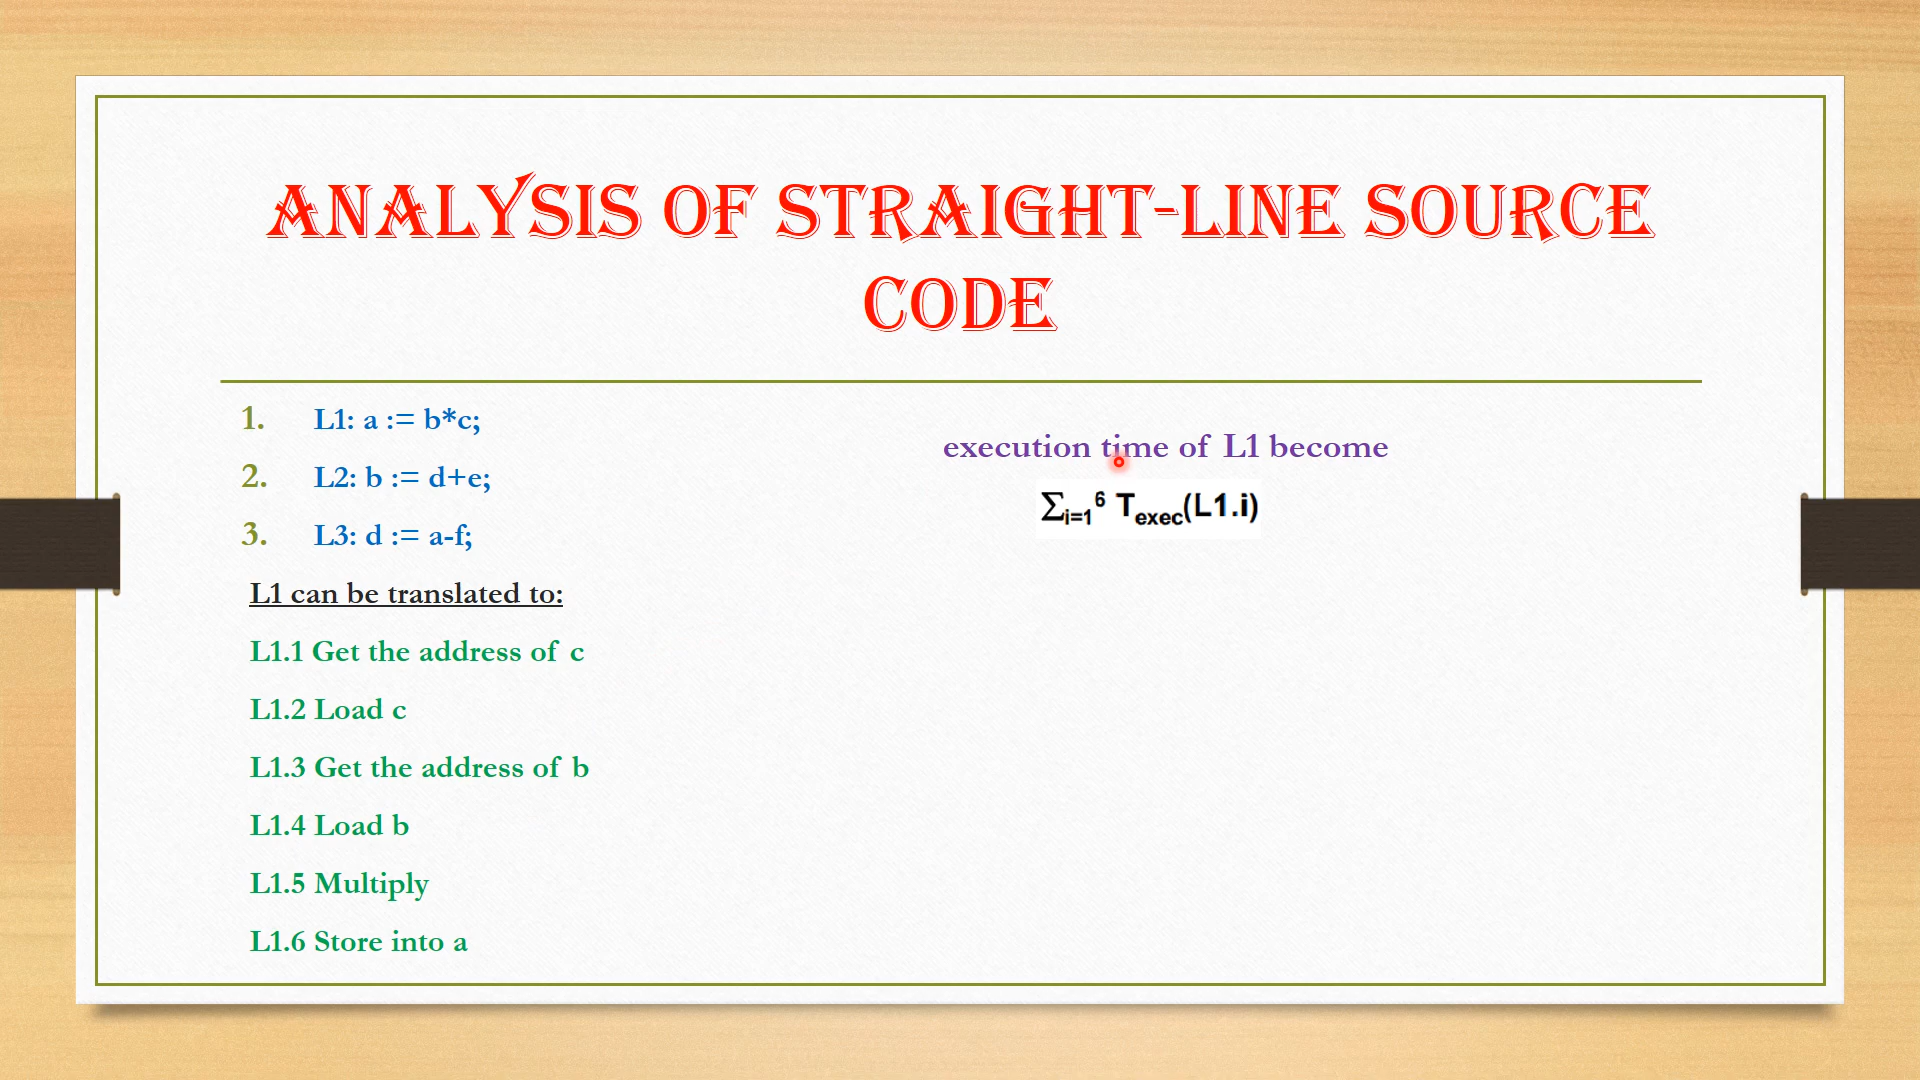 ANALYSIS OF STRAIGHT-LINE SOURCE
CODE
1. L1: a := b*c;
2. L2: b := d+e;
3. L3: d := a-f;
L1 can be translated to:
L1.1 Get the address of c
L1.2 Load c
L1.3 Get the address of b
L1.4 Load b
L1.5 Multiply
L1.6 Store into a
execution time of L1 become
∑i=1⁶ Texec(L1.i)